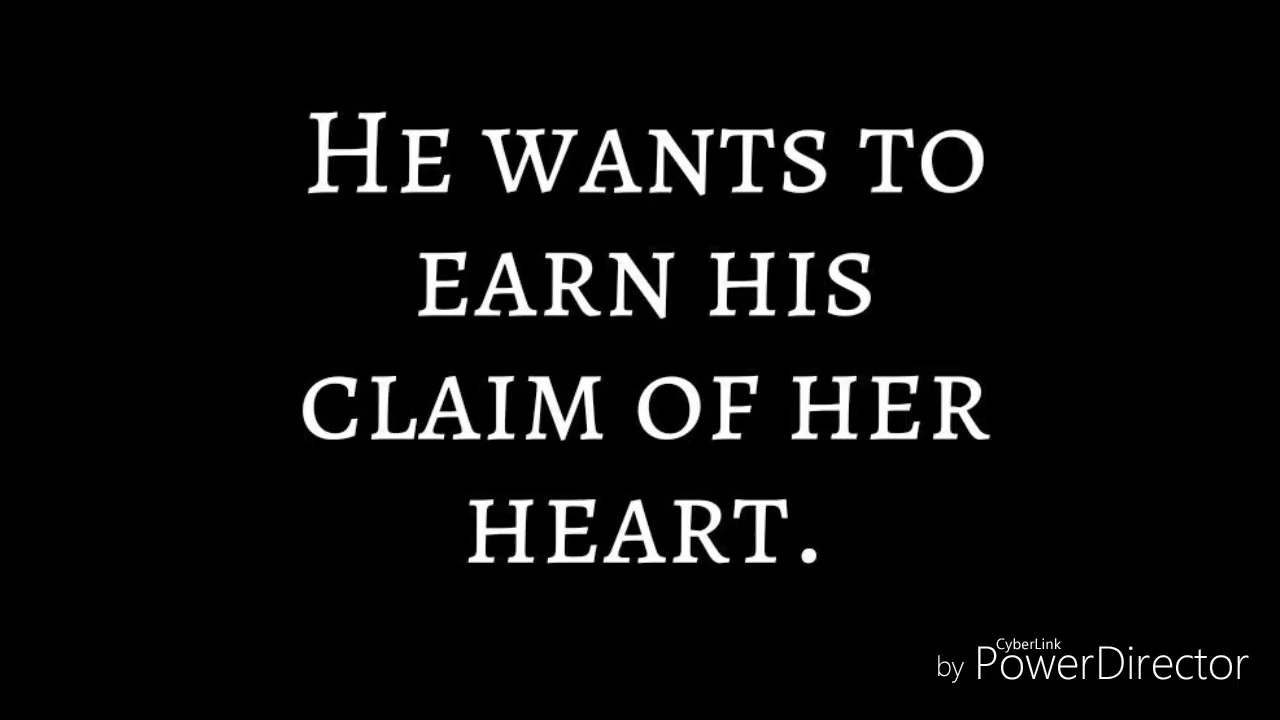 He wants to
earn his
claim of her
heart.
CyberLink
by PowerDirector